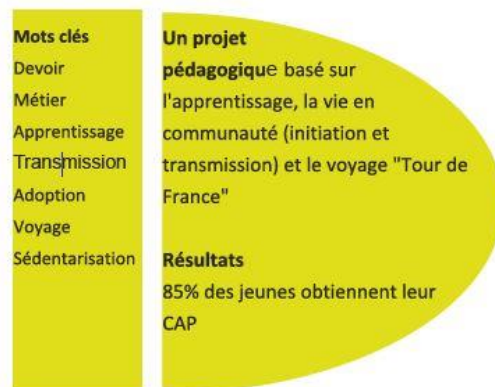 Mots clés
Devoir
Métier
Apprentissage
Transmission
Adoption
Voyage
Sédentarisation
Un projet
pédagogique basé sur
l'apprentissage, la vie en
communauté (initiation et
transmission) et le voyage "Tour de
France"
Résultats
85% des jeunes obtiennent leur
CAP